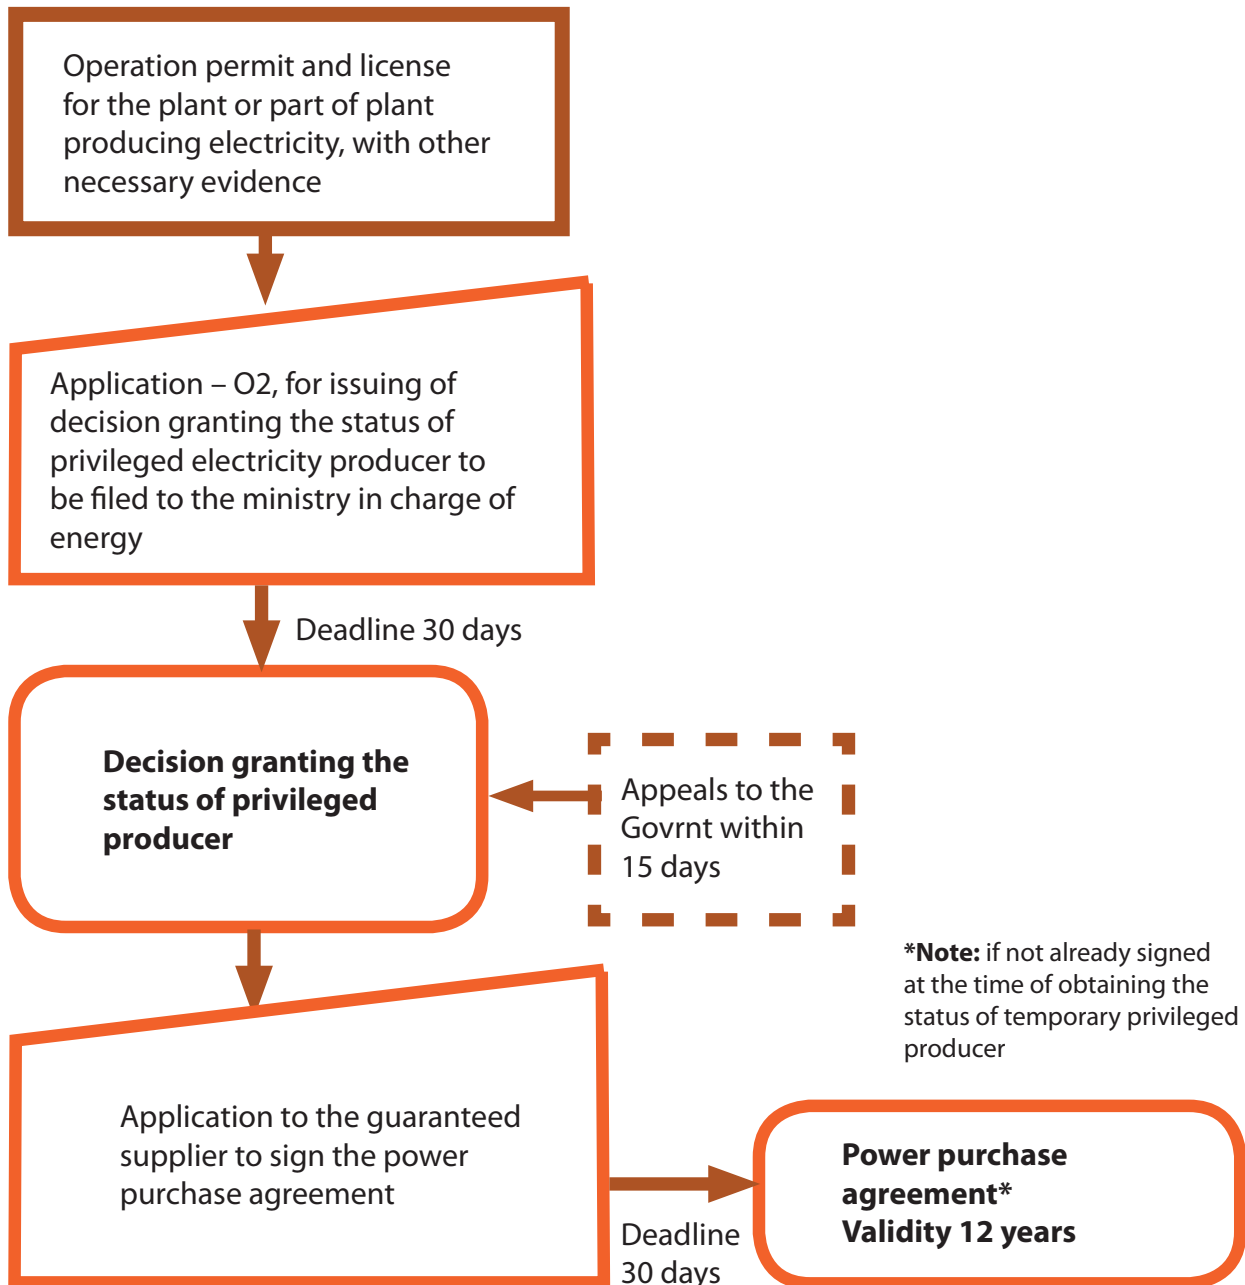 Operation permit and license
for the plant or part of plant
producing electricity, with other
necessary evidence
Application – O2, for issuing of
decision granting the status of
privileged electricity producer to
be filed to the ministry in charge of
energy
Deadline 30 days
Decision granting the
status of privileged
producer
Appeals to the
Govrnt within
15 days
*Note: if not already signed
at the time of obtaining the
status of temporary privileged
producer
Application to the guaranteed
supplier to sign the power
purchase agreement
Deadline
30 days
Power purchase
agreement*
Validity 12 years